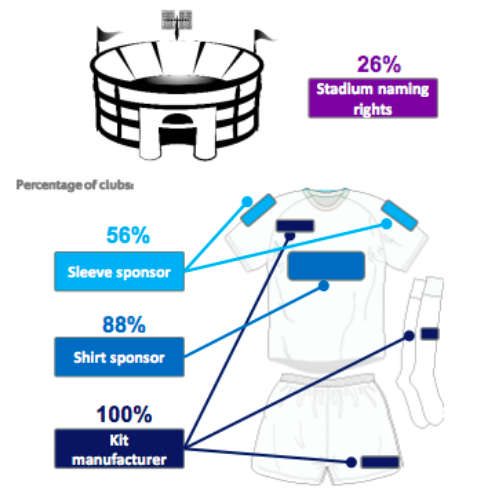 26%
Stadium naming
rights
Percentage of clubs:
56%
Sleeve sponsor
88%
Shirt sponsor
100%
Kit
manufacturer